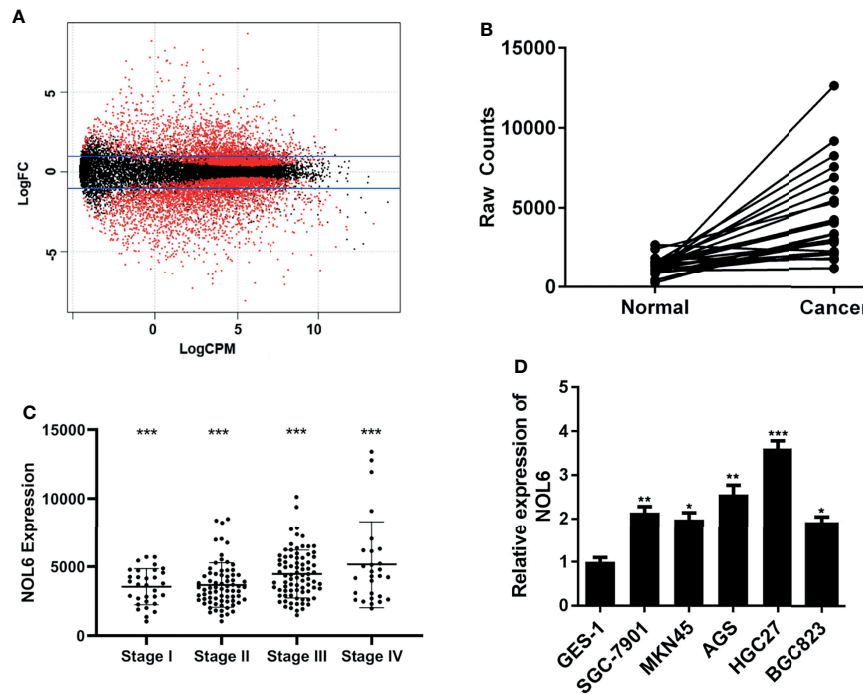 A
LogFC
5
0
-5
0
5
10
LogCPM
B
Raw Counts
15000
10000
5000
0
Normal
Cancer
C
NOL6 Expression
15000
10000
5000
0
***
***
***
***
Stage I
Stage II
Stage III
Stage IV
D
Relative expression of
NOL6
5
4
3
2
1
0
**
*
**
***
*
GES-1
SGC-7901
MKN45
AGS
HGC27
BGC823